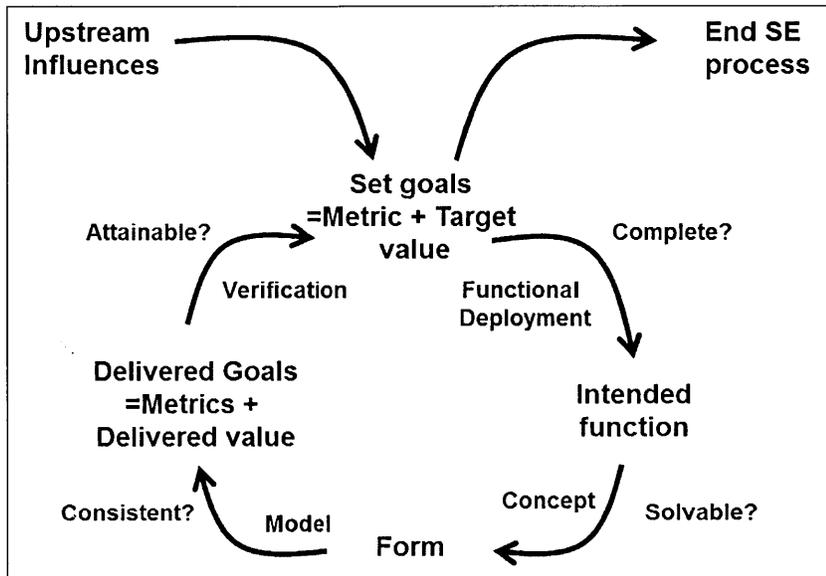 Upstream
Influences
End SE
process
Set goals
=Metric + Target
value
Attainable?
Complete?
Verification
Functional
Deployment
Delivered Goals
=Metrics +
Delivered value
Intended
function
Consistent?
Model
Form
Concept
Solvable?